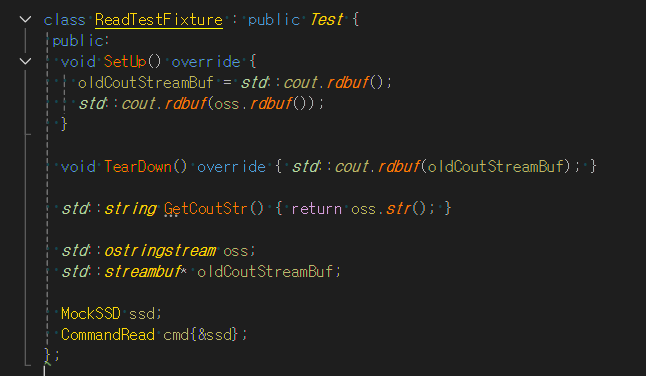 class ReadTestFixture : public Test {
public:
void SetUp() override {
oldCoutStreamBuf = std::cout.rdbuf();
std::cout.rdbuf(oss.rdbuf());
}
void TearDown() override { std::cout.rdbuf(oldCoutStreamBuf); }
std::string GetCoutStr() { return oss.str(); }
std::ostringstream oss;
std::streambuf* oldCoutStreamBuf;
MockSSD ssd;
CommandRead cmd{&ssd};
};